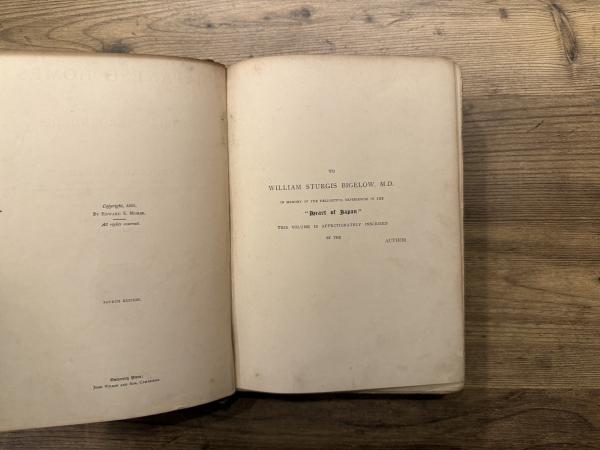 Copyright, 1885,
By Edward S. Morse.
All rights reserved.
FOURTH EDITION.
University Press:
John Wilson and Son, Cambridge.
TO
WILLIAM STURGIS BIGELOW, M.D.
IN MEMORY OF THE DELIGHTFUL EXPERIENCES IN THE
"Heart of Japan"
THIS VOLUME IS AFFECTIONATELY INSCRIBED
BY THE
AUTHOR.